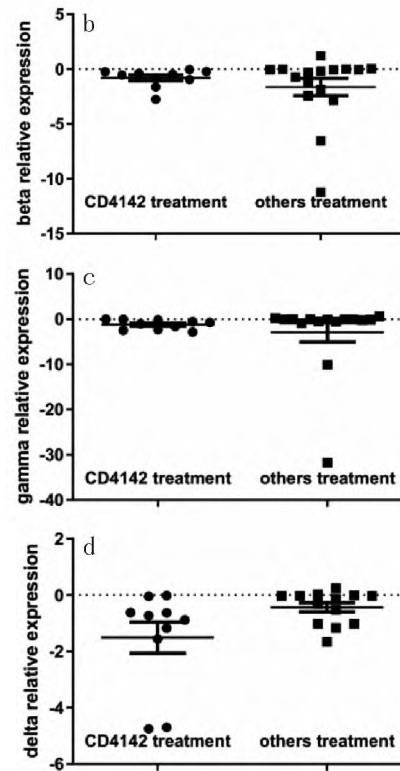 b
5
0
-5
-10
-15
beta relative expression
CD4142 treatment others treatment
c
10
0
-10
-20
-30
-40
gamma relative expression
CD4142 treatment others treatment
d
2
0
-2
-4
-6
delta relative expression
CD4142 treatment others treatment